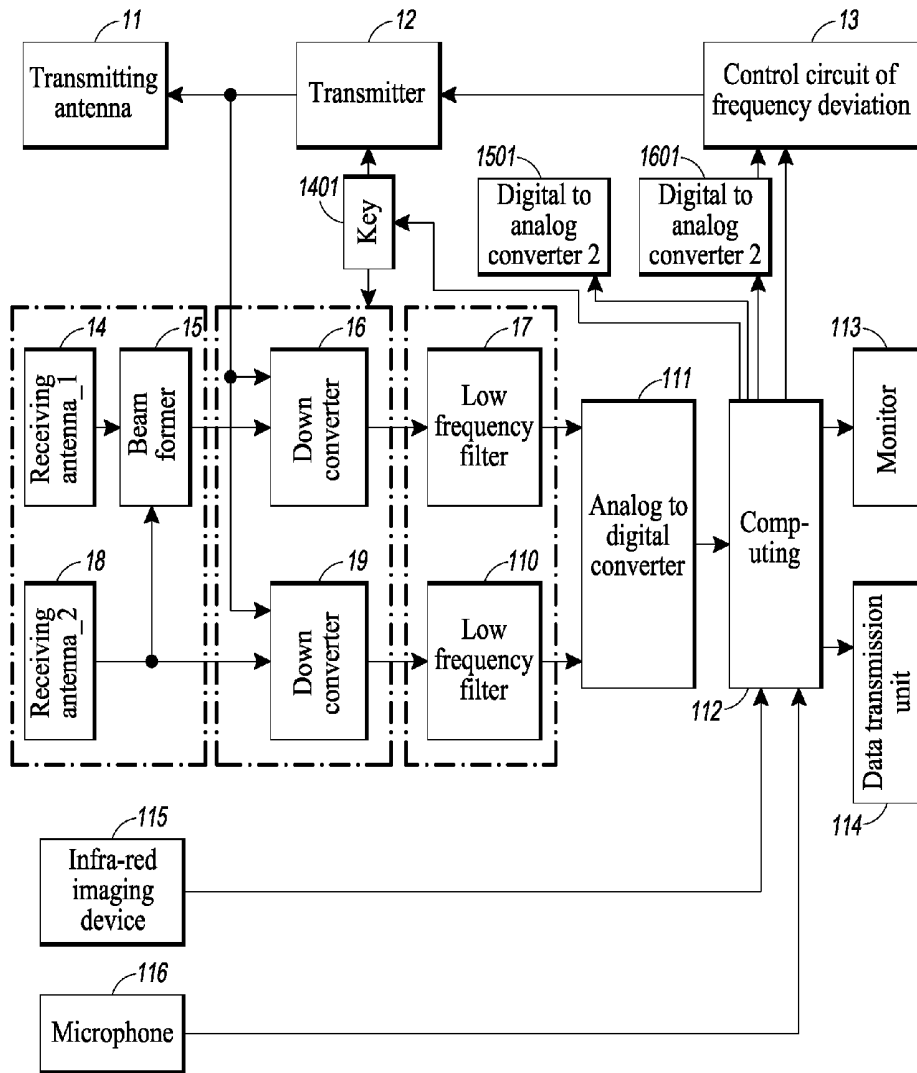 11
12
13
Transmitting
antenna
Transmitter
Control circuit of
frequency deviation
1401
Key
1501
Digital to
analog
converter 2
1601
Digital to
analog
converter 2
14
Receiving
antenna_1
15
Beam
former
16
Down
converter
17
Low
frequency
filter
111
Analog to
digital
converter
112
Comp-
uting
113
Monitor
18
Receiving
antenna_2
19
Down
converter
110
Low
frequency
filter
Data transmission
unit
114
115
Infra-red
imaging
device
116
Microphone